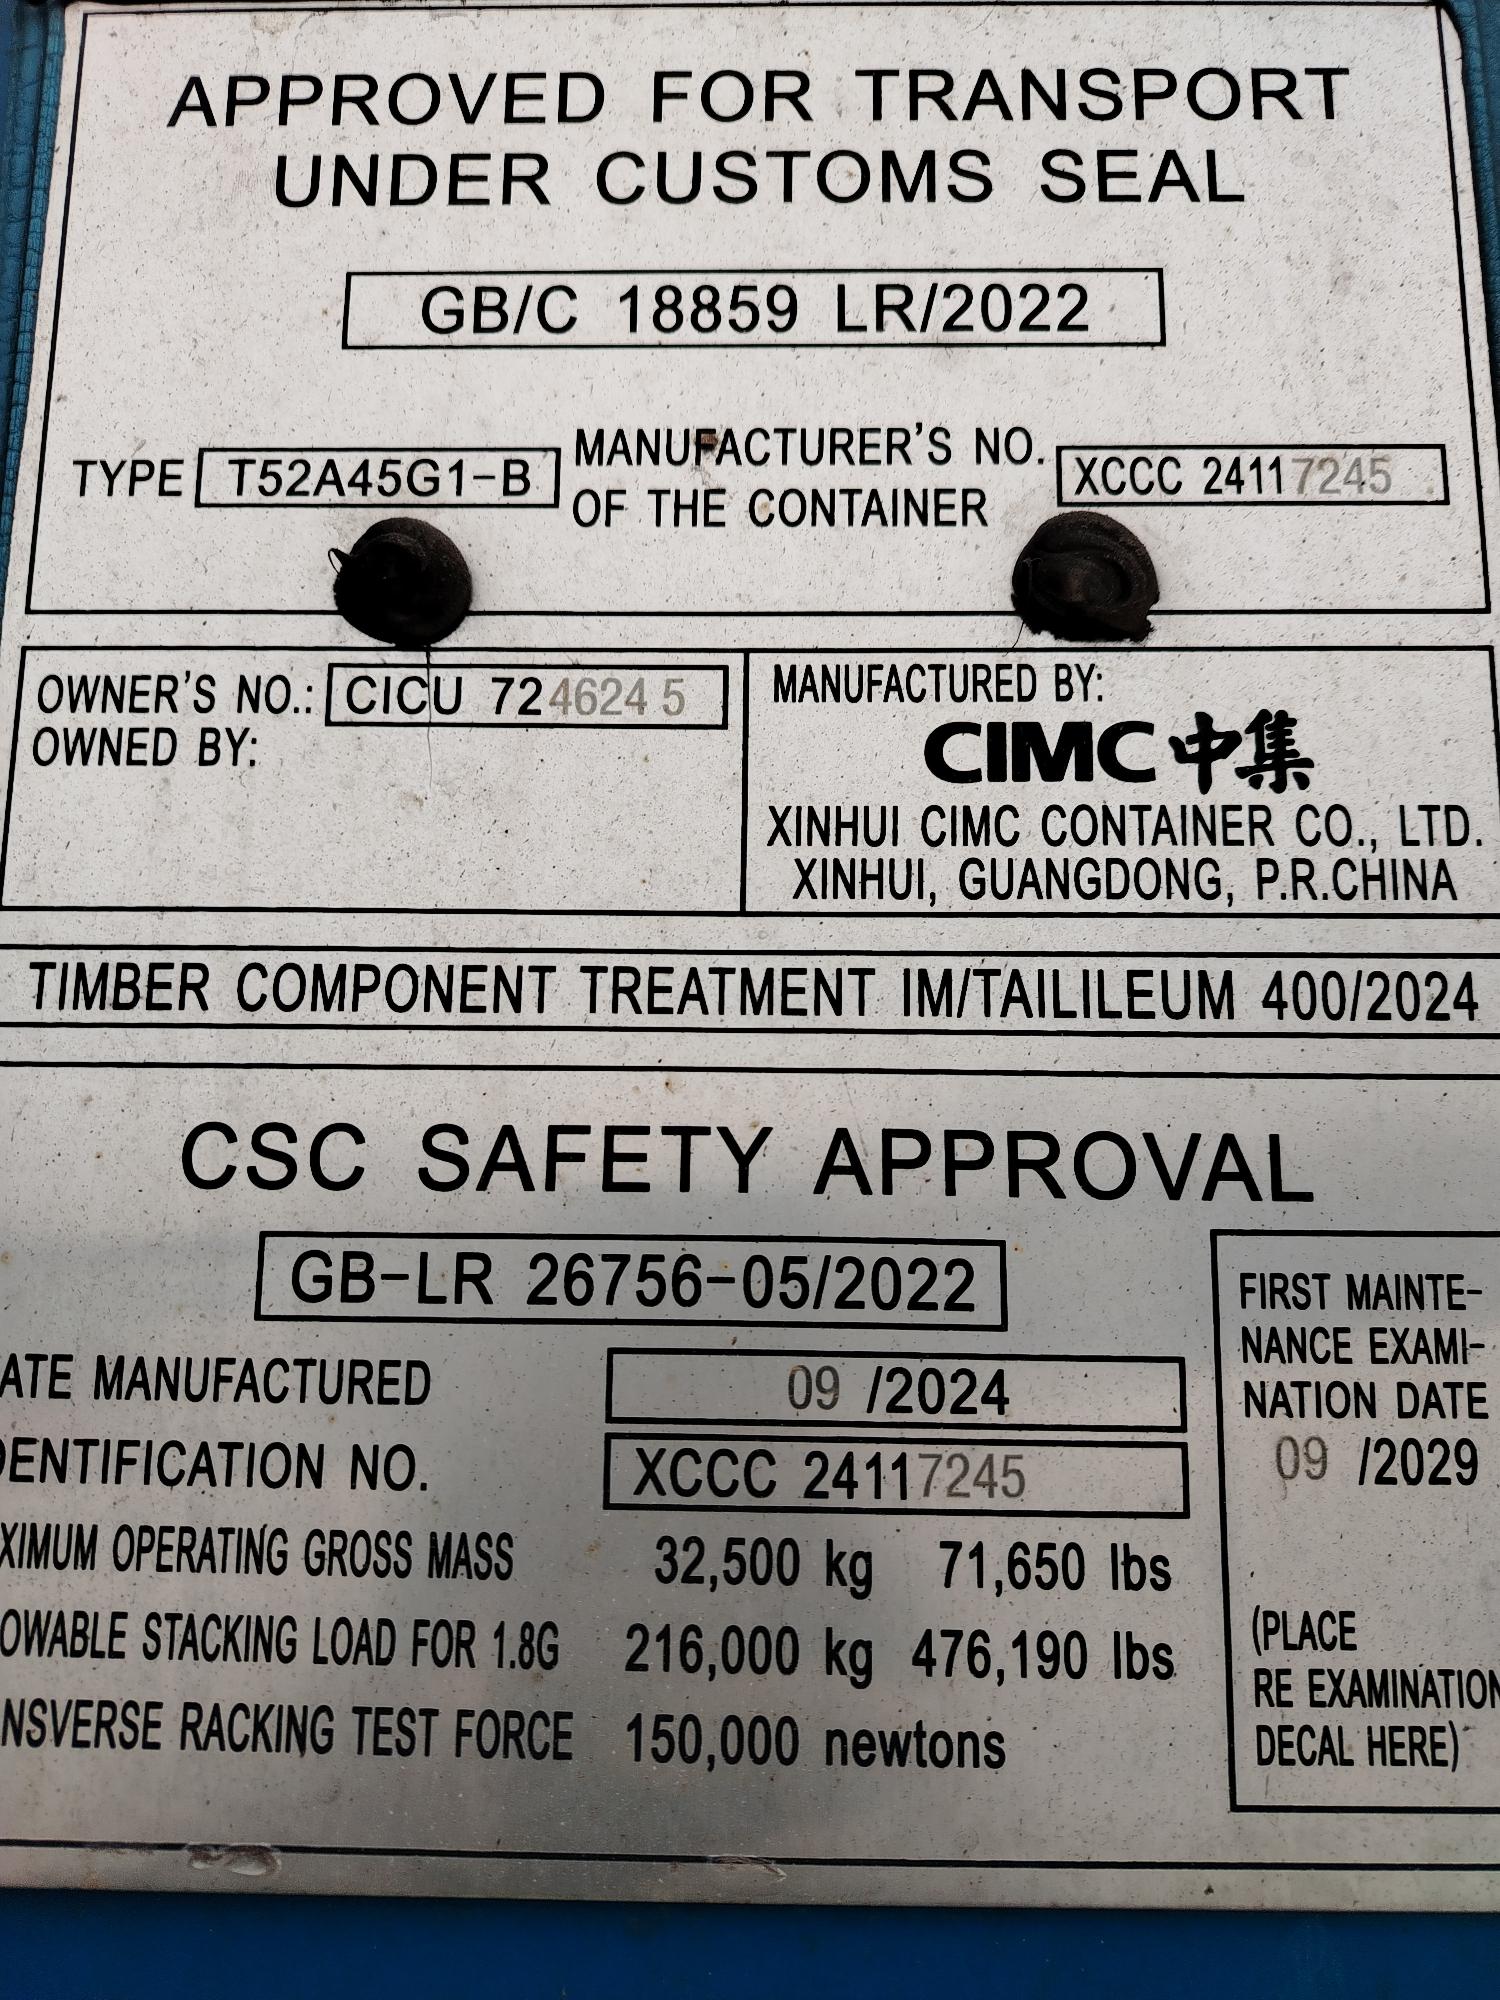 APPROVED FOR TRANSPORT
UNDER CUSTOMS SEAL
GB/C 18859 LR/2022
TYPE T52A45G1-B MANUFACTURER'S NO. OF THE CONTAINER XCCC 24117245
OWNER'S NO.: CICU 724624 5
OWNED BY:
MANUFACTURED BY:
CIMC 中集
XINHUI CIMC CONTAINER CO., LTD.
XINHUI, GUANGDONG, P.R.CHINA
TIMBER COMPONENT TREATMENT IM/TAILILEUM 400/2024
CSC SAFETY APPROVAL
GB-LR 26756-05/2022
ATE MANUFACTURED 09 /2024
DENTIFICATION NO. XCCC 24117245
XIMUM OPERATING GROSS MASS 32,500 kg 71,650 lbs
OWABLE STACKING LOAD FOR 1.8G 216,000 kg 476,190 lbs
NSVERSE RACKING TEST FORCE 150,000 newtons
FIRST MAINTE-
NANCE EXAMI-
NATION DATE
09 /2029
(PLACE
RE EXAMINATION
DECAL HERE)